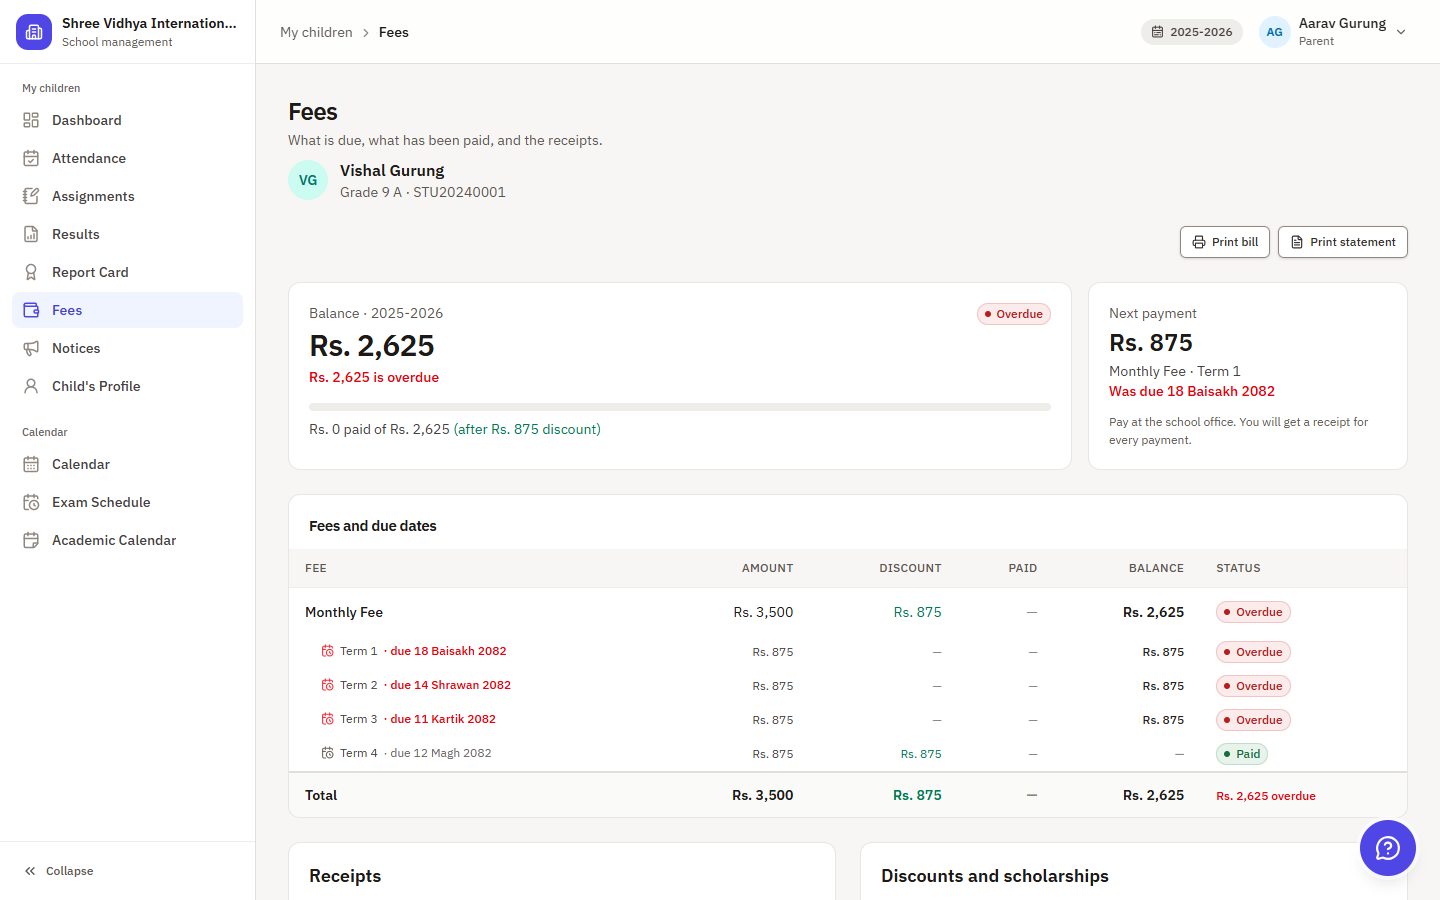 Shree Vidhya Internation...
School management
My children > Fees
2025-2026
AG
Aarav Gurung
Parent
My children
Dashboard
Attendance
Assignments
Results
Report Card
Fees
Notices
Child's Profile
Calendar
Calendar
Exam Schedule
Academic Calendar
Collapse
Fees
What is due, what has been paid, and the receipts.
VG
Vishal Gurung
Grade 9 A · STU20240001
Print bill
Print statement
Balance · 2025-2026
Overdue
Rs. 2,625
Rs. 2,625 is overdue
Rs. 0 paid of Rs. 2,625 (after Rs. 875 discount)
Next payment
Rs. 875
Monthly Fee · Term 1
Was due 18 Baisakh 2082
Pay at the school office. You will get a receipt for
every payment.
Fees and due dates
FEE AMOUNT DISCOUNT PAID BALANCE STATUS
Monthly Fee Rs. 3,500 Rs. 875 — Rs. 2,625 Overdue
Term 1 · due 18 Baisakh 2082 Rs. 875 — — Rs. 875 Overdue
Term 2 · due 14 Shrawan 2082 Rs. 875 — — Rs. 875 Overdue
Term 3 · due 11 Kartik 2082 Rs. 875 — — Rs. 875 Overdue
Term 4 · due 12 Magh 2082 Rs. 875 Rs. 875 — — Paid
Total Rs. 3,500 Rs. 875 — Rs. 2,625 Rs. 2,625 overdue
Receipts
Discounts and scholarships